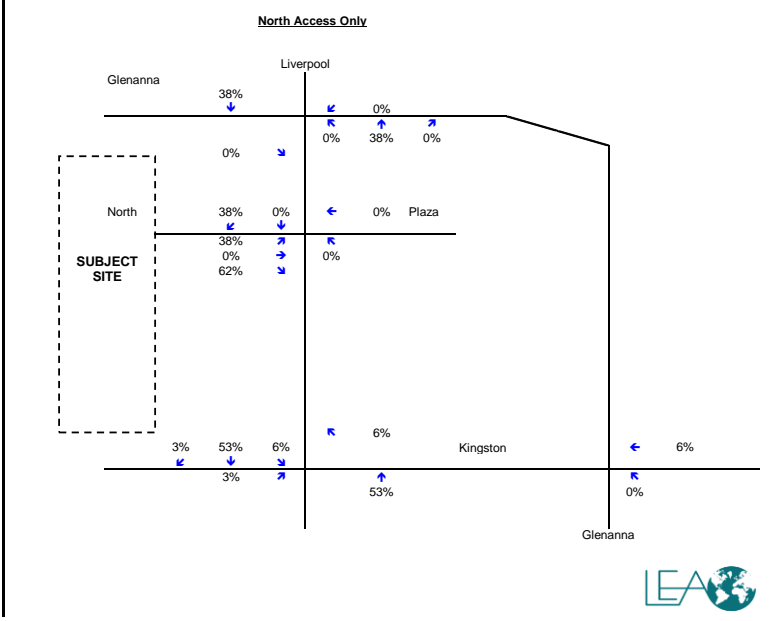 North Access Only
Liverpool
Glenanna
38%
0%
0% 38% 0%
0%
North 38% 0% 0% Plaza
38%
0% 0%
62%
SUBJECT
SITE
6%
3% 53% 6% Kingston 6%
3%
53% 0%
Glenanna
LEA